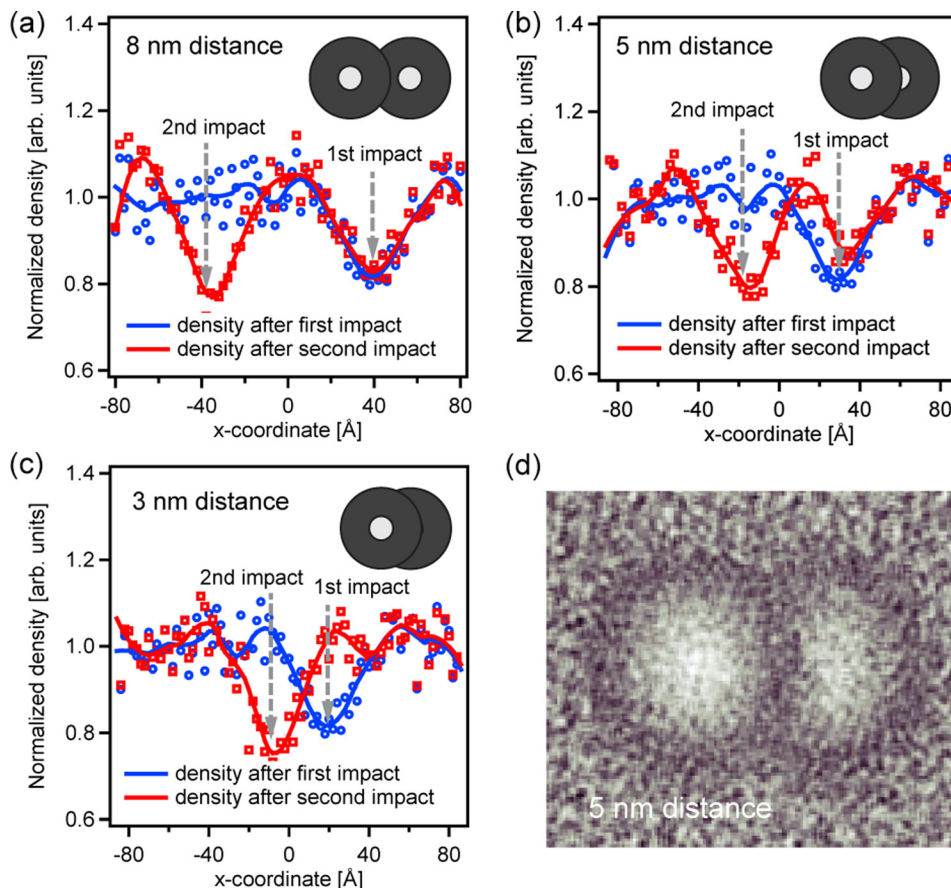 (a)
8 nm distance
2nd impact
1st impact
Normalized density [arb. units]
1.4
1.2
1.0
0.8
0.6
density after first impact
density after second impact
-80
-40
0
40
80
x-coordinate [Å]
(b)
5 nm distance
2nd impact
1st impact
Normalized density [arb. units]
1.4
1.2
1.0
0.8
0.6
density after first impact
density after second impact
-80
-40
0
40
80
x-coordinate [Å]
(c)
3 nm distance
2nd impact
1st impact
Normalized density [arb. units]
1.4
1.2
1.0
0.8
0.6
density after first impact
density after second impact
-80
-40
0
40
80
x-coordinate [Å]
(d)
5 nm distance